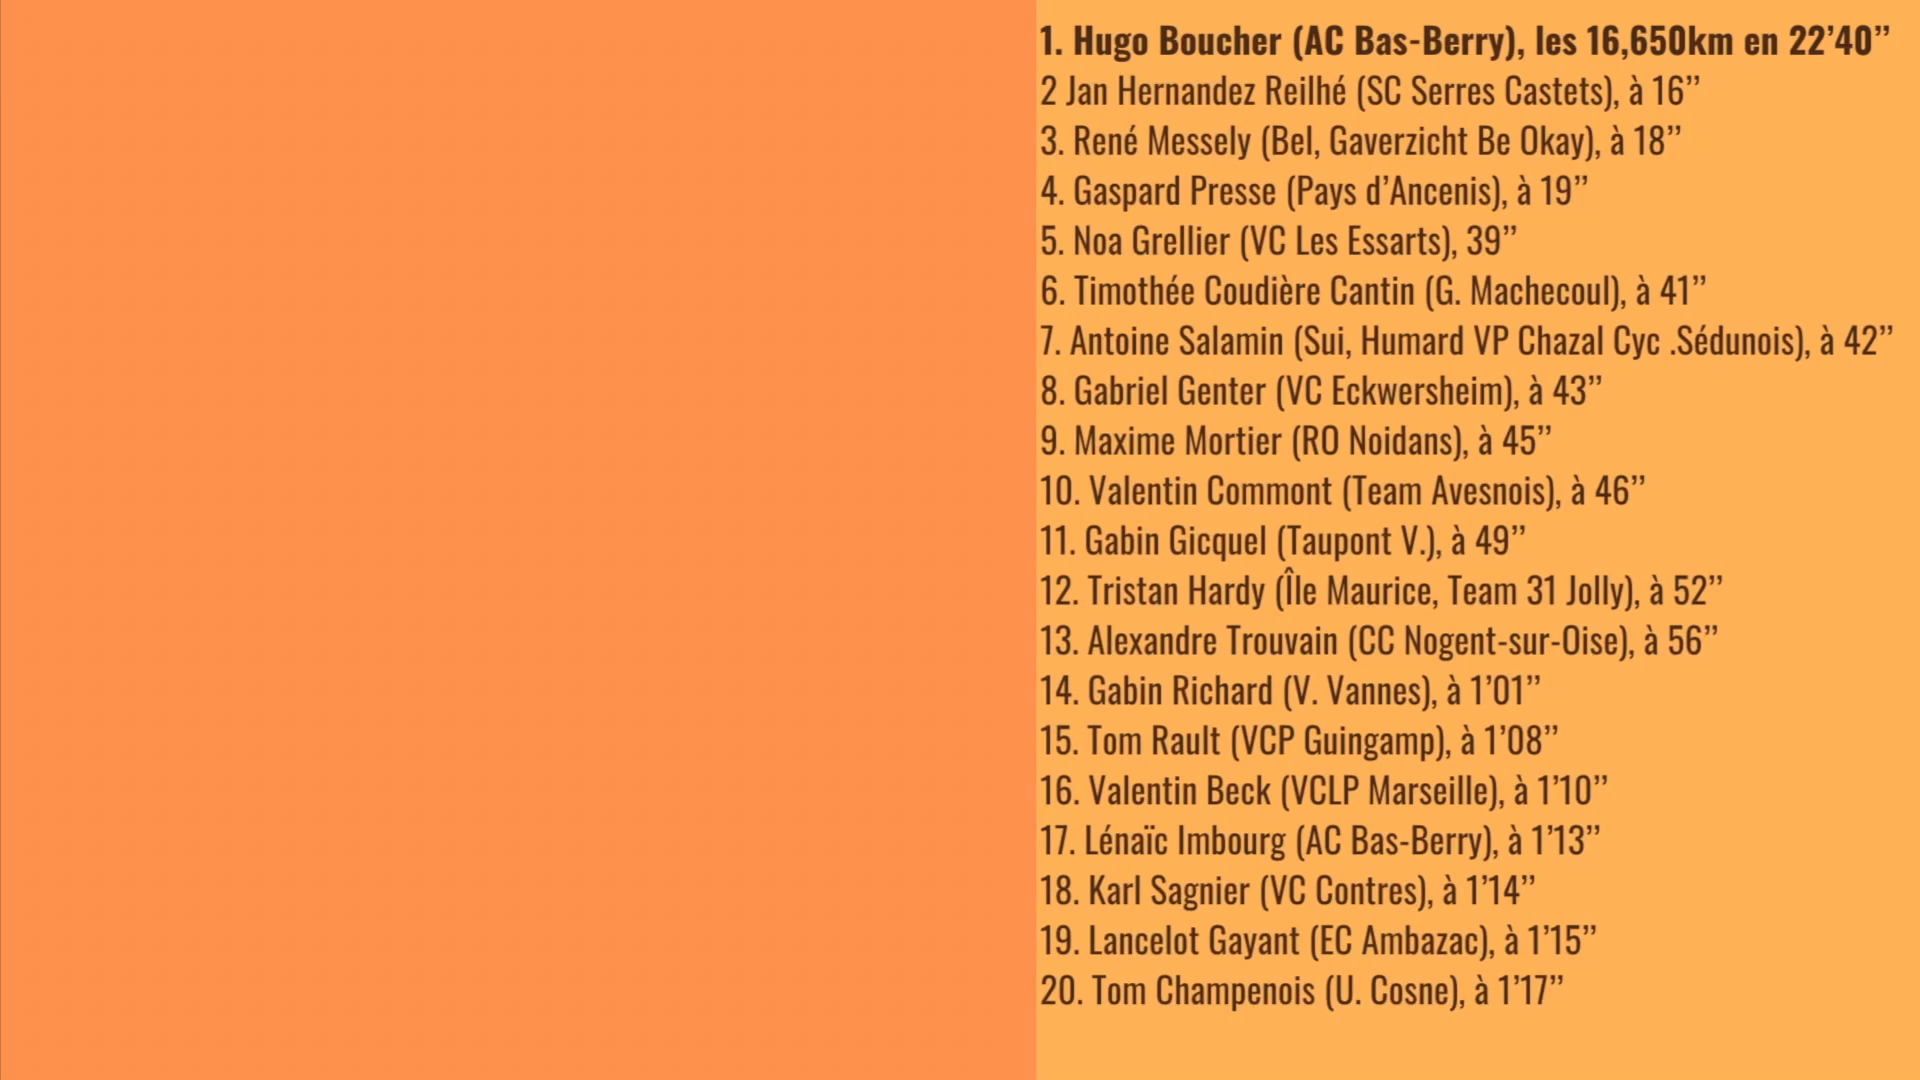 1. Hugo Boucher (AC Bas-Berry), les 16,650km en 22’40’’
2 Jan Hernandez Reilhé (SC Serres Castets), à 16’’
3. René Messely (Bel, Gaverzicht Be Okay), à 18’’
4. Gaspard Presse (Pays d’Ancenis), à 19’’
5. Noa Grellier (VC Les Essarts), 39’’
6. Timothée Coudière Cantin (G. Machecoul), à 41’’
7. Antoine Salamin (Sui, Humard VP Chazal Cyc .Sédunois), à 42’’
8. Gabriel Genter (VC Eckwersheim), à 43’’
9. Maxime Mortier (RO Noidans), à 45’’
10. Valentin Commont (Team Avesnois), à 46’’
11. Gabin Gicquel (Taupont V.), à 49’’
12. Tristan Hardy (Île Maurice, Team 31 Jolly), à 52’’
13. Alexandre Trouvain (CC Nogent-sur-Oise), à 56’’
14. Gabin Richard (V. Vannes), à 1’01’’
15. Tom Rault (VCP Guingamp), à 1’08’’
16. Valentin Beck (VCLP Marseille), à 1’10’’
17. Lénaïc Imbourg (AC Bas-Berry), à 1’13’’
18. Karl Sagnier (VC Contres), à 1’14’’
19. Lancelot Gayant (EC Ambazac), à 1’15’’
20. Tom Champenois (U. Cosne), à 1’17’’